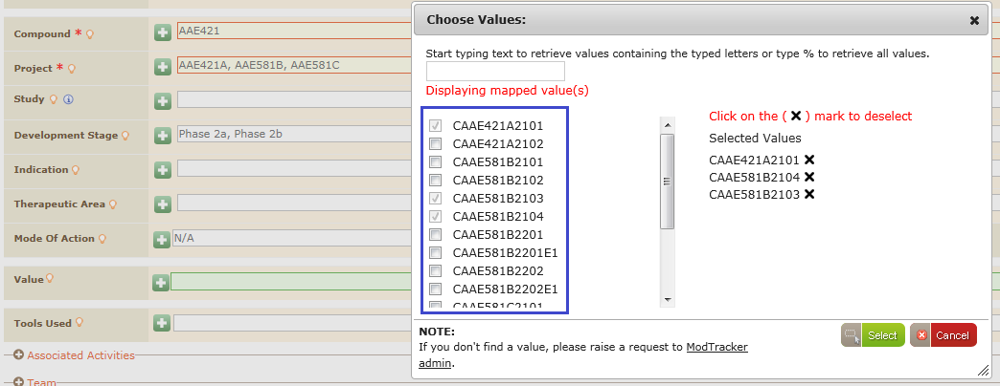 Compound *
AAE421
Project *
AAE421A, AAE581B, AAE581C
Study
Development Stage
Phase 2a, Phase 2b
Indication
Therapeutic Area
Mode Of Action
N/A
Value
Tools Used
Associated Activities
Team
Choose Values:
Start typing text to retrieve values containing the typed letters or type % to retrieve all values.
Displaying mapped value(s)
CAAE421A2101
CAAE421A2102
CAAE581B2101
CAAE581B2102
CAAE581B2103
CAAE581B2104
CAAE581B2201
CAAE581B2201E1
CAAE581B2202
CAAE581B2202E1
CAAE581C2101
Click on the ( ✖ ) mark to deselect
Selected Values
CAAE421A2101 ✖
CAAE581B2104 ✖
CAAE581B2103 ✖
NOTE:
If you don't find a value, please raise a request to ModTracker
admin.
Select
Cancel